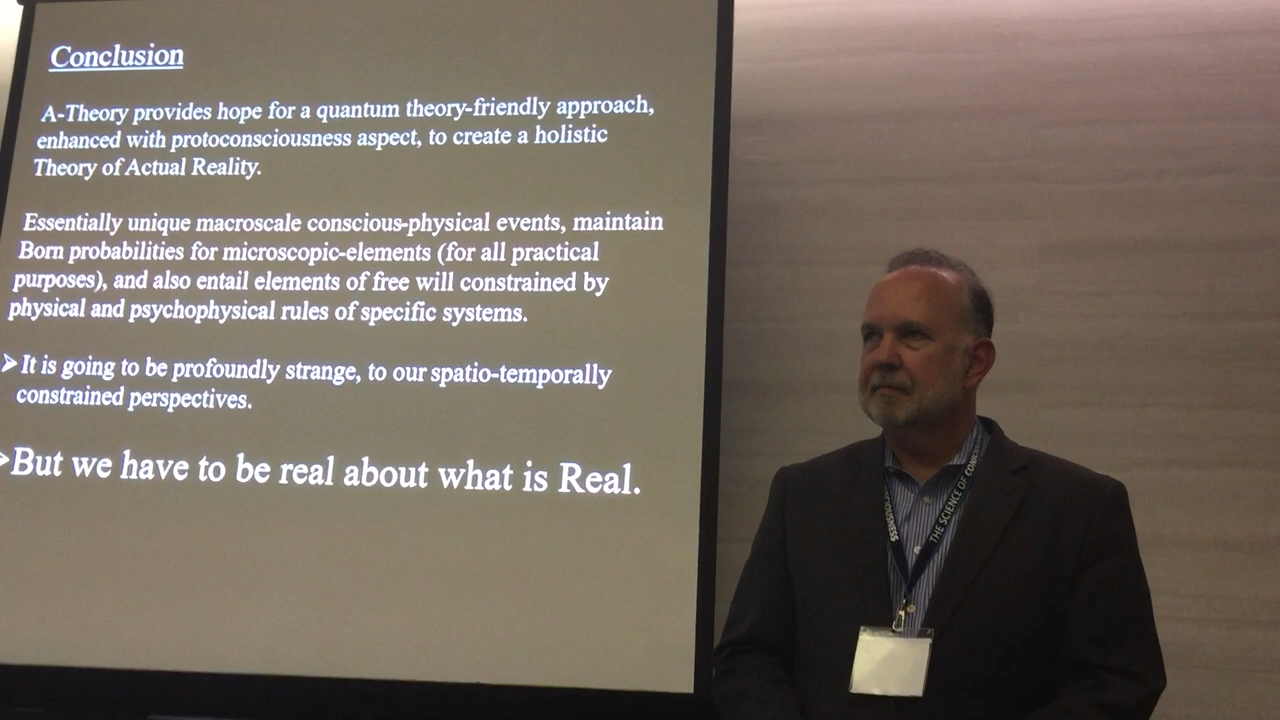 Conclusion
A-Theory provides hope for a quantum theory-friendly approach,
enhanced with protoconsciousness aspect, to create a holistic
Theory of Actual Reality.
Essentially unique macroscale conscious-physical events, maintain
Born probabilities for microscopic-elements (for all practical
purposes), and also entail elements of free will constrained by
physical and psychophysical rules of specific systems.
➢ It is going to be profoundly strange, to our spatio-temporally
constrained perspectives.
➢ But we have to be real about what is Real.
THE SCIENCE OF